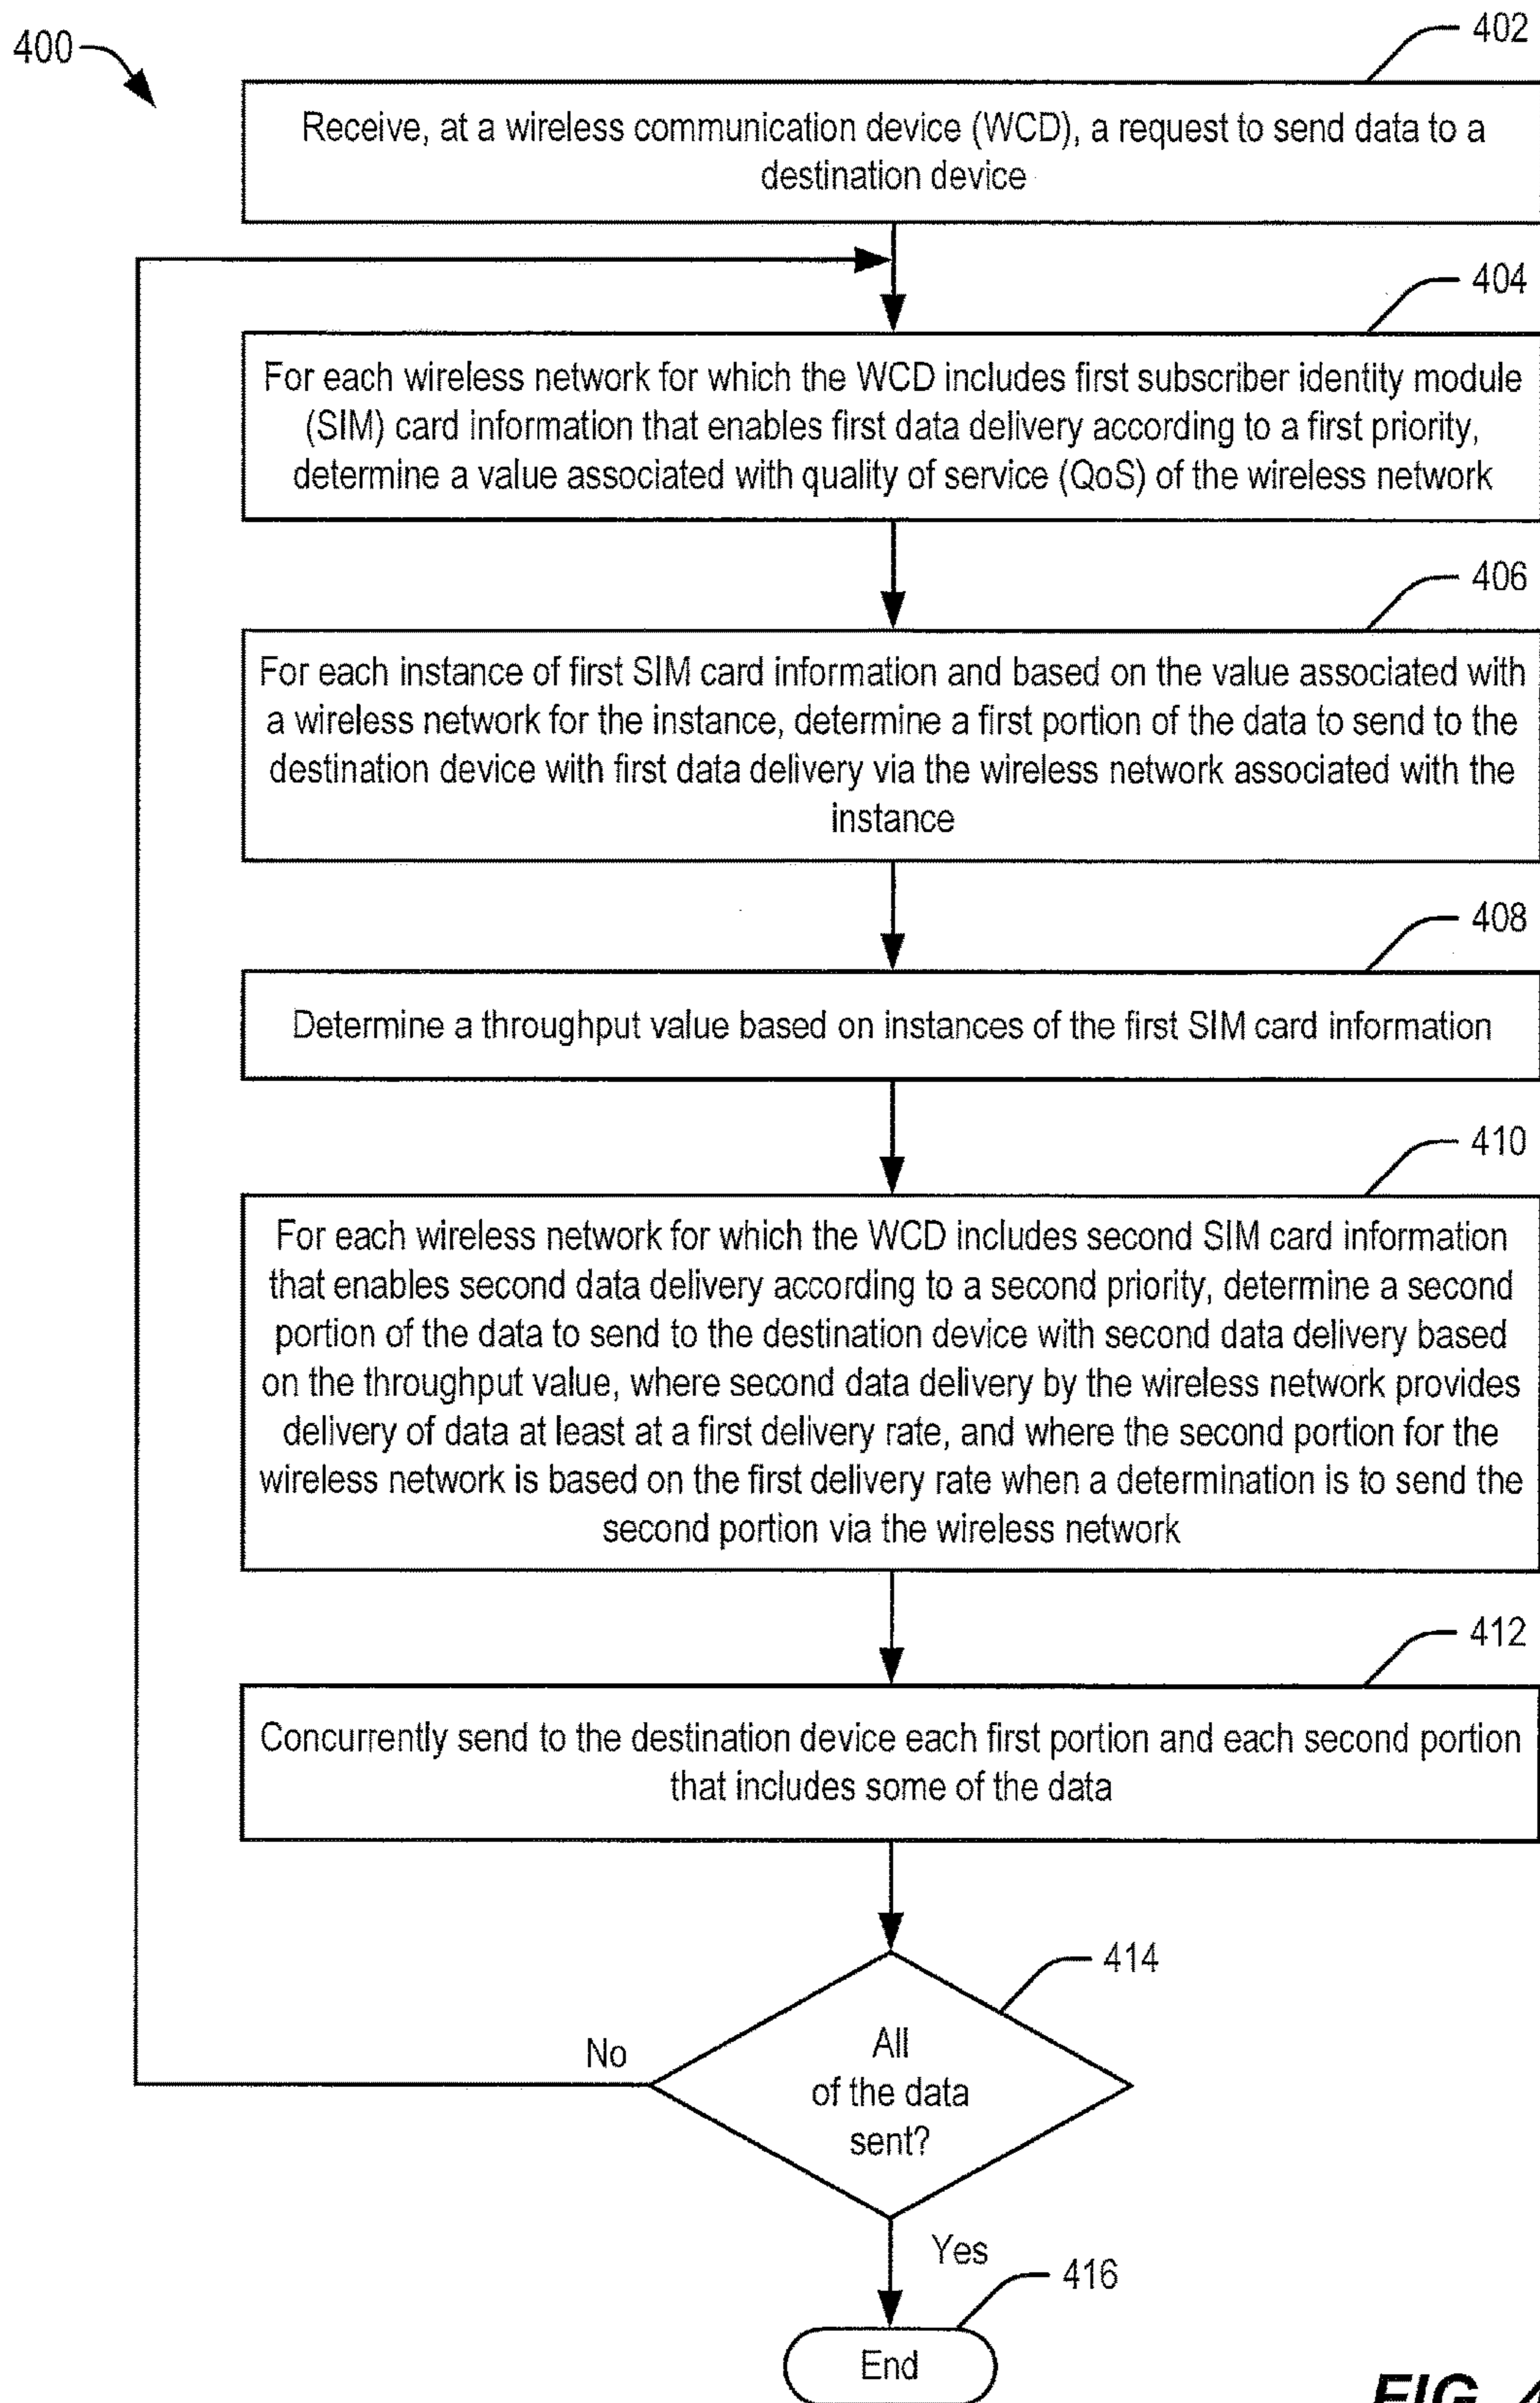 400
402
Receive, at a wireless communication device (WCD), a request to send data to a
destination device
404
For each wireless network for which the WCD includes first subscriber identity module
(SIM) card information that enables first data delivery according to a first priority,
determine a value associated with quality of service (QoS) of the wireless network
406
For each instance of first SIM card information and based on the value associated with
a wireless network for the instance, determine a first portion of the data to send to the
destination device with first data delivery via the wireless network associated with the
instance
408
Determine a throughput value based on instances of the first SIM card information
410
For each wireless network for which the WCD includes second SIM card information
that enables second data delivery according to a second priority, determine a second
portion of the data to send to the destination device with second data delivery based
on the throughput value, where second data delivery by the wireless network provides
delivery of data at least at a first delivery rate, and where the second portion for the
wireless network is based on the first delivery rate when a determination is to send the
second portion via the wireless network
412
Concurrently send to the destination device each first portion and each second portion
that includes some of the data
414
All
of the data
sent?
No
Yes
416
End
FIG.